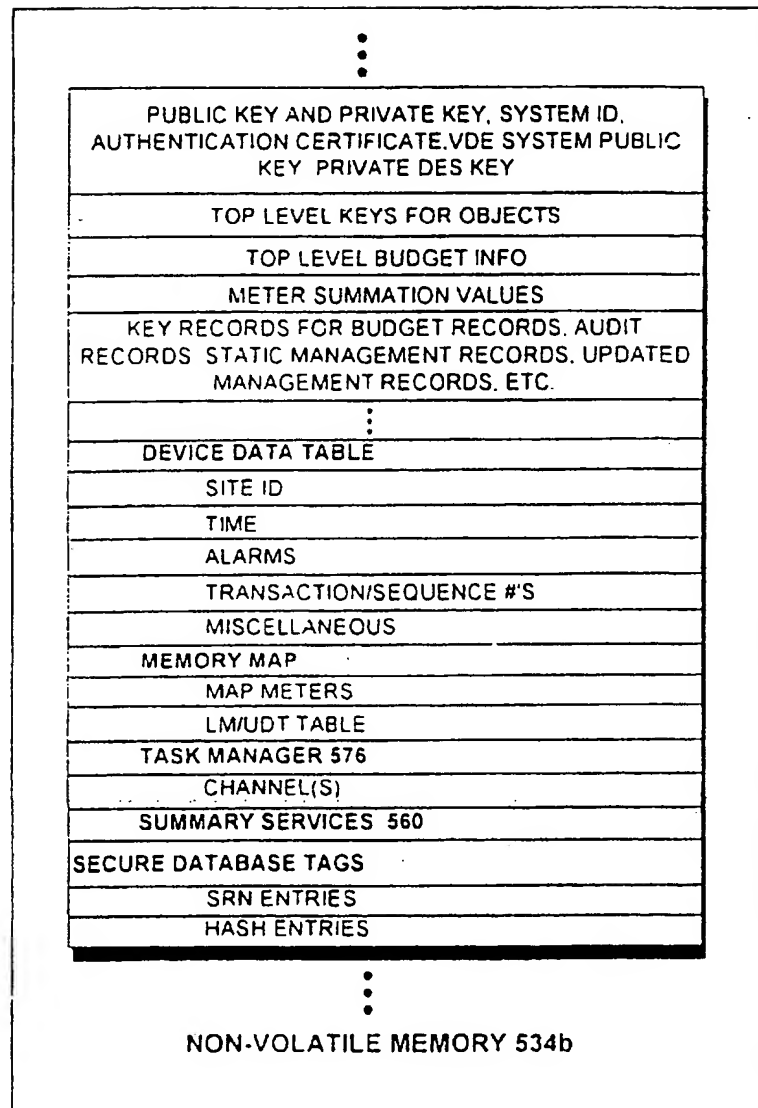 PUBLIC KEY AND PRIVATE KEY, SYSTEM ID,
AUTHENTICATION CERTIFICATE.VDE SYSTEM PUBLIC
KEY PRIVATE DES KEY
TOP LEVEL KEYS FOR OBJECTS
TOP LEVEL BUDGET INFO
METER SUMMATION VALUES
KEY RECORDS FOR BUDGET RECORDS, AUDIT
RECORDS STATIC MANAGEMENT RECORDS, UPDATED
MANAGEMENT RECORDS, ETC.
DEVICE DATA TABLE
SITE ID
TIME
ALARMS
TRANSACTION/SEQUENCE #'S
MISCELLANEOUS
MEMORY MAP
MAP METERS
LM/UDT TABLE
TASK MANAGER 576
CHANNEL(S)
SUMMARY SERVICES 560
SECURE DATABASE TAGS
SRN ENTRIES
HASH ENTRIES
NON-VOLATILE MEMORY 534b